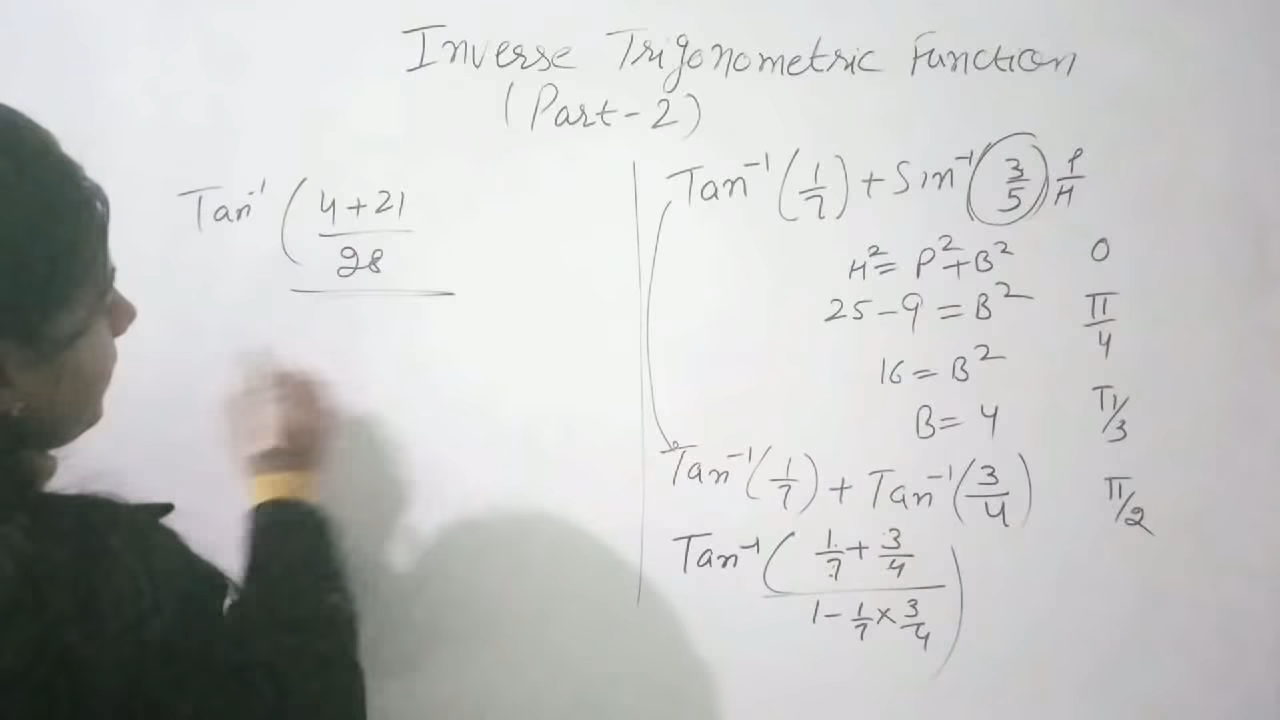 Inverse Trigonometric Function
(Part-2)
Tan⁻¹ ( 4+21 / 28
Tan⁻¹ (1/7) + Sin⁻¹ (3/5) P/H
H² = P²+B²
25-9 = B²
16 = B²
B = 4
Tan⁻¹ (1/7) + Tan⁻¹ (3/4)
Tan⁻¹ ( 1/7 + 3/4 / 1 - 1/7 × 3/4 )
0
π/4
π/3
π/2